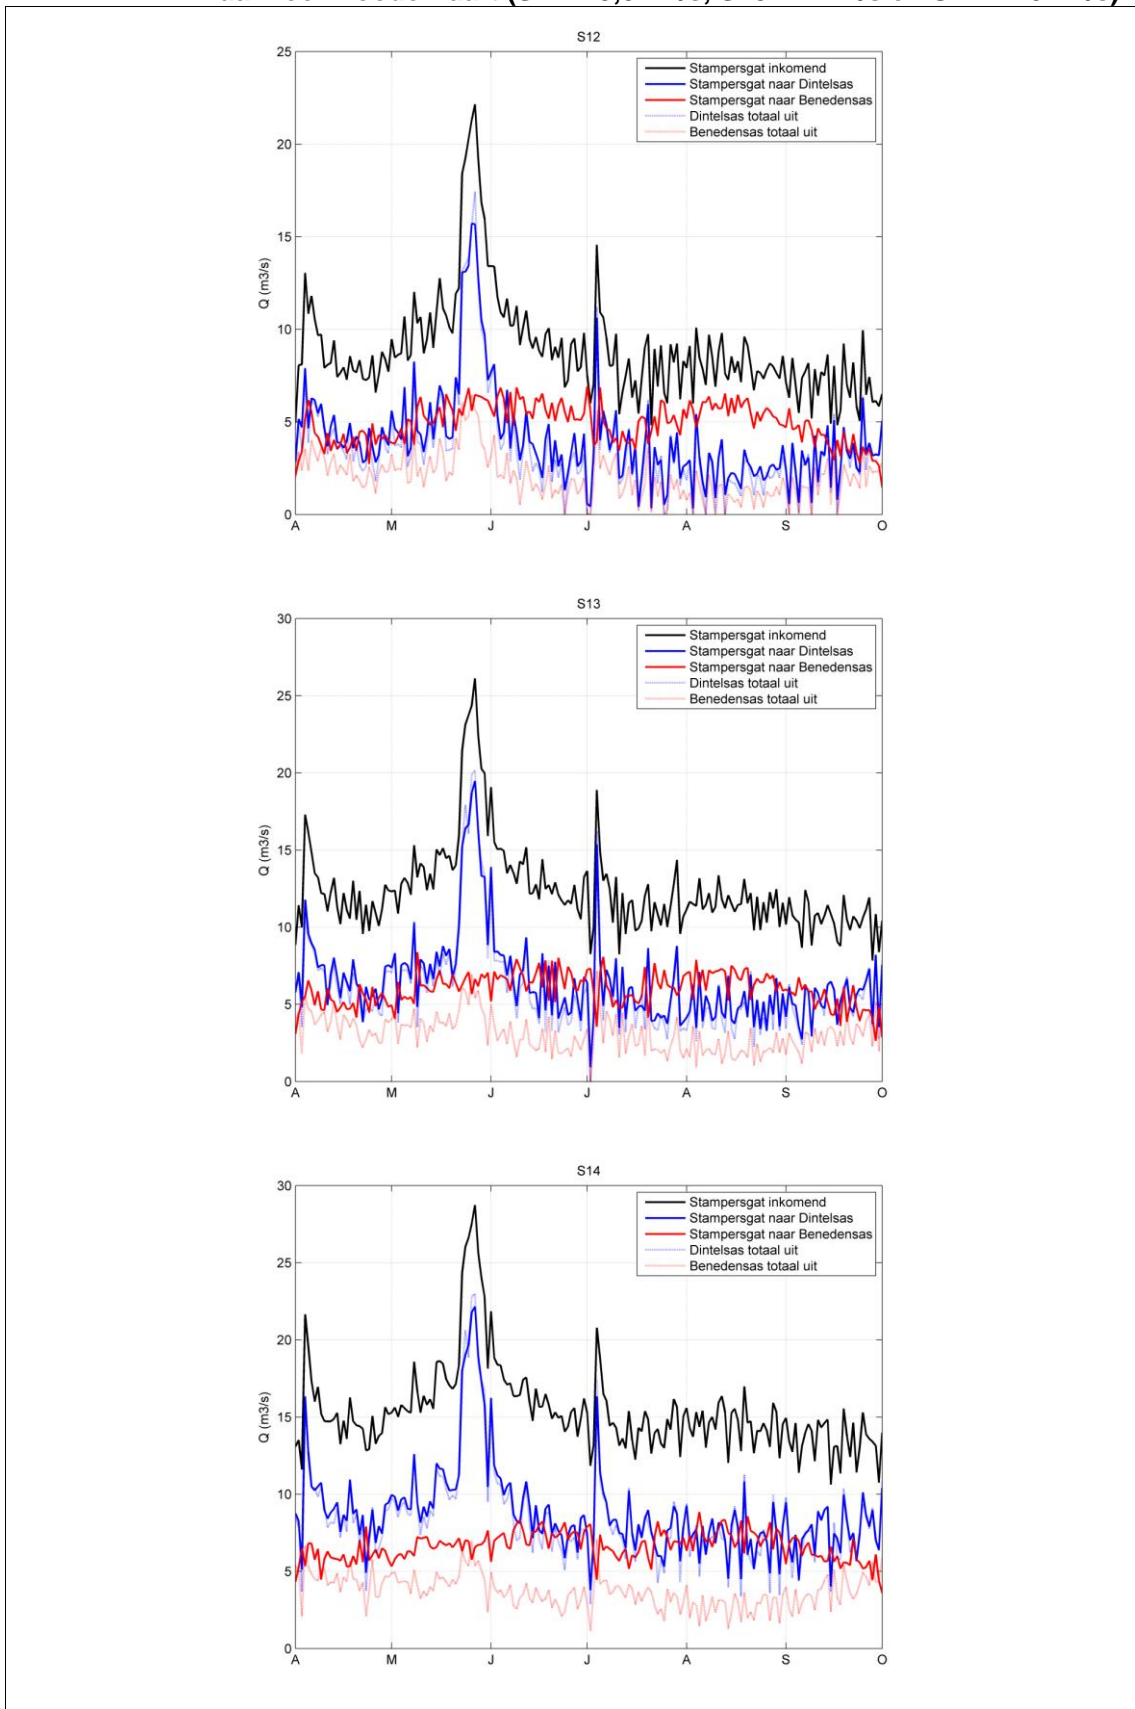 S12
25
20
15
10
5
0
Q (m3/s)
Stampersgat inkomend
Stampersgat naar Dintelsas
Stampersgat naar Benedensas
Dintelsas totaal uit
Benedensas totaal uit
A M J J A S O
S13
30
25
20
15
10
5
0
Q (m3/s)
Stampersgat inkomend
Stampersgat naar Dintelsas
Stampersgat naar Benedensas
Dintelsas totaal uit
Benedensas totaal uit
A M J J A S O
S14
30
25
20
15
10
5
0
Q (m3/s)
Stampersgat inkomend
Stampersgat naar Dintelsas
Stampersgat naar Benedensas
Dintelsas totaal uit
Benedensas totaal uit
A M J J A S O